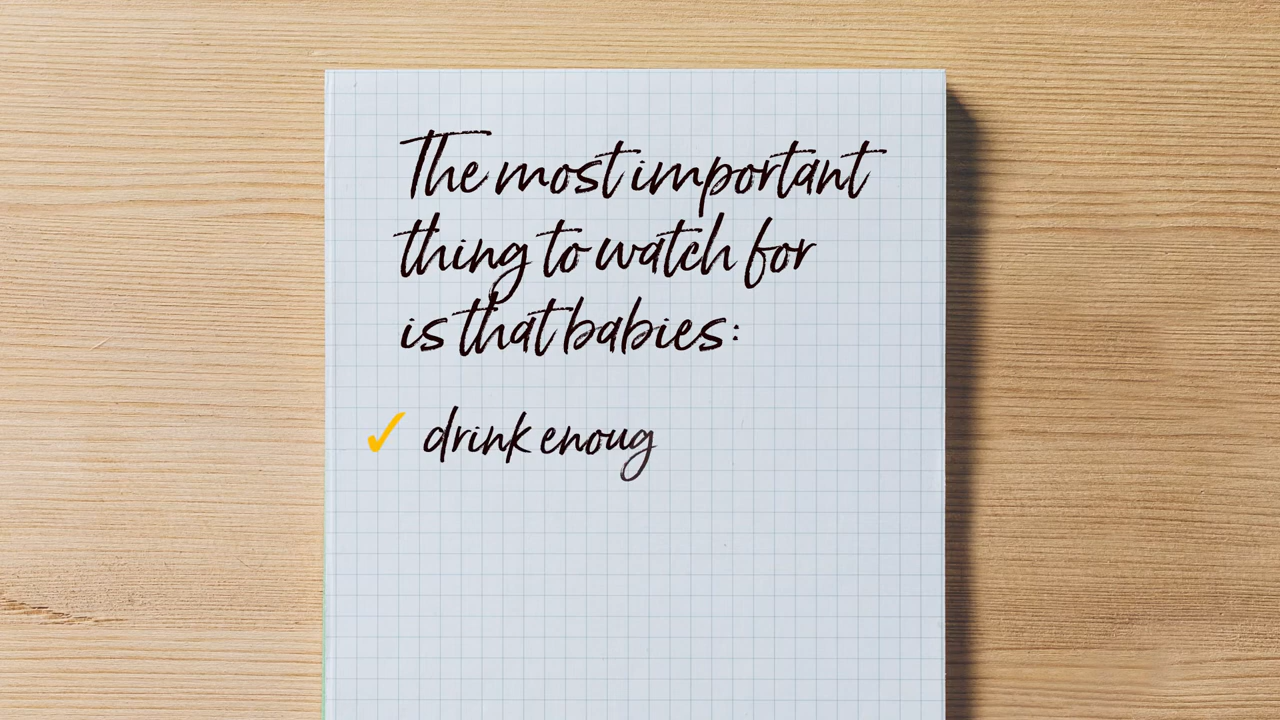 The most important
thing to watch for
is that babies:
✓ drink enoug